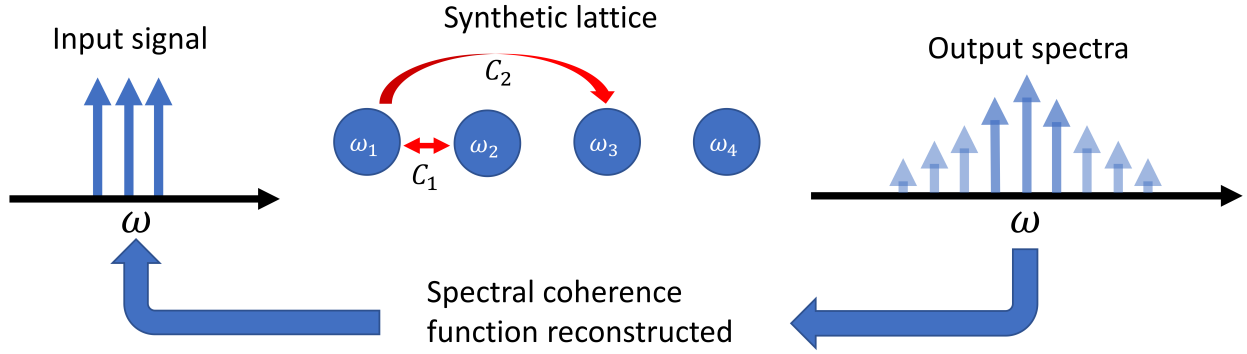 Synthetic lattice
Input signal
Output spectra
C₂
ω₁
ω₂
ω₃
ω₄
C₁
ω
ω
Spectral coherence
function reconstructed